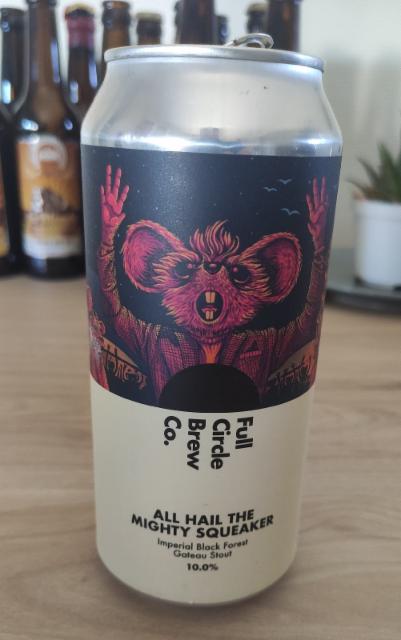 Full
Circle
Brew
Co.
ALL HAIL THE
MIGHTY SQUEAKER
Imperial Black Forest
Gateau Stout
10.0%